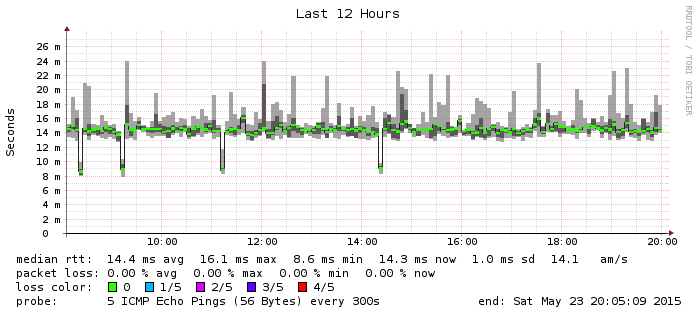 Last 12 Hours
RRDTOOL / TOBI OETIKER
Seconds
26 m
24 m
22 m
20 m
18 m
16 m
14 m
12 m
10 m
8 m
6 m
4 m
2 m
0
10:00 12:00 14:00 16:00 18:00 20:00
median rtt: 14.4 ms avg 16.1 ms max 8.6 ms min 14.3 ms now 1.0 ms sd 14.1 am/s
packet loss: 0.00 % avg 0.00 % max 0.00 % min 0.00 % now
loss color: 0 1/5 2/5 3/5 4/5
probe: 5 ICMP Echo Pings (56 Bytes) every 300s end: Sat May 23 20:05:09 2015